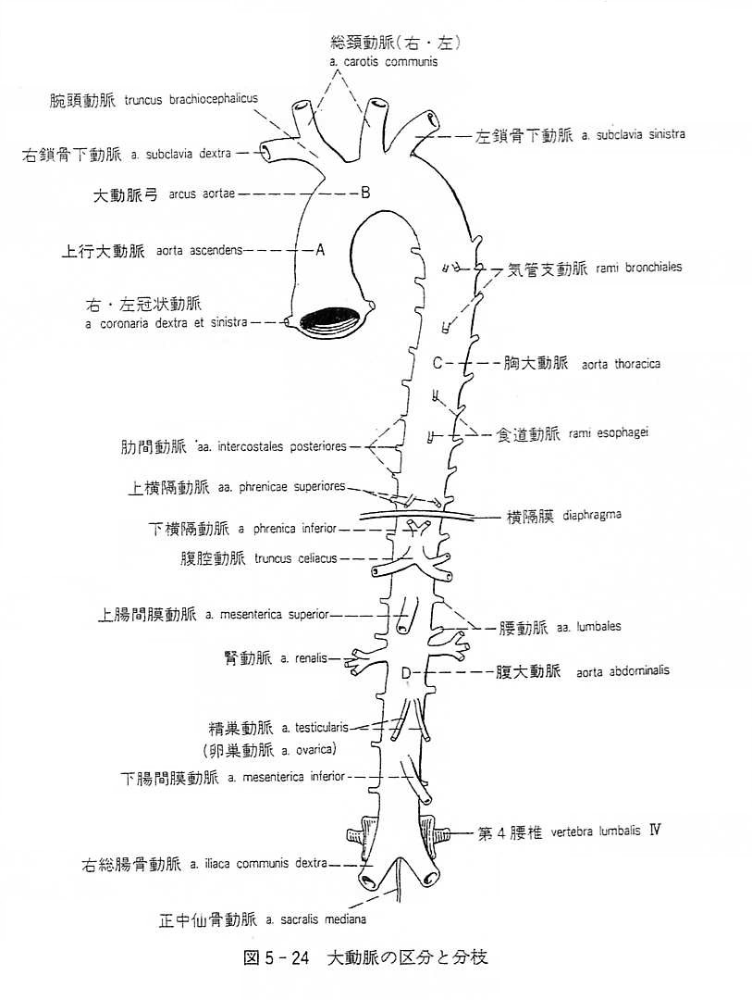 総頚動脈(右・左)
a. carotis communis
腕頭動脈 truncus brachiocephalicus
左鎖骨下動脈 a. subclavia sinistra
右鎖骨下動脈 a. subclavia dextra
大動脈弓 arcus aortae
B
上行大動脈 aorta ascendens
A
気管支動脈 rami bronchiales
右・左冠状動脈
a coronaria dextra et sinistra
C
胸大動脈 aorta thoracica
食道動脈 rami esophagei
肋間動脈 aa. intercostales posteriores
上横隔動脈 aa. phrenicae superiores
横隔膜 diaphragma
下横隔動脈 a phrenica inferior
腹腔動脈 truncus celiacus
上腸間膜動脈 a. mesenterica superior
腰動脈 aa. lumbales
腎動脈 a. renalis
D
腹大動脈 aorta abdominalis
精巣動脈 a. testicularis
(卵巣動脈 a. ovarica)
下腸間膜動脈 a. mesenterica inferior
第4腰椎 vertebra lumbalis Ⅳ
右総腸骨動脈 a. iliaca communis dextra
正中仙骨動脈 a. sacralis mediana
図5-24 大動脈の区分と分枝